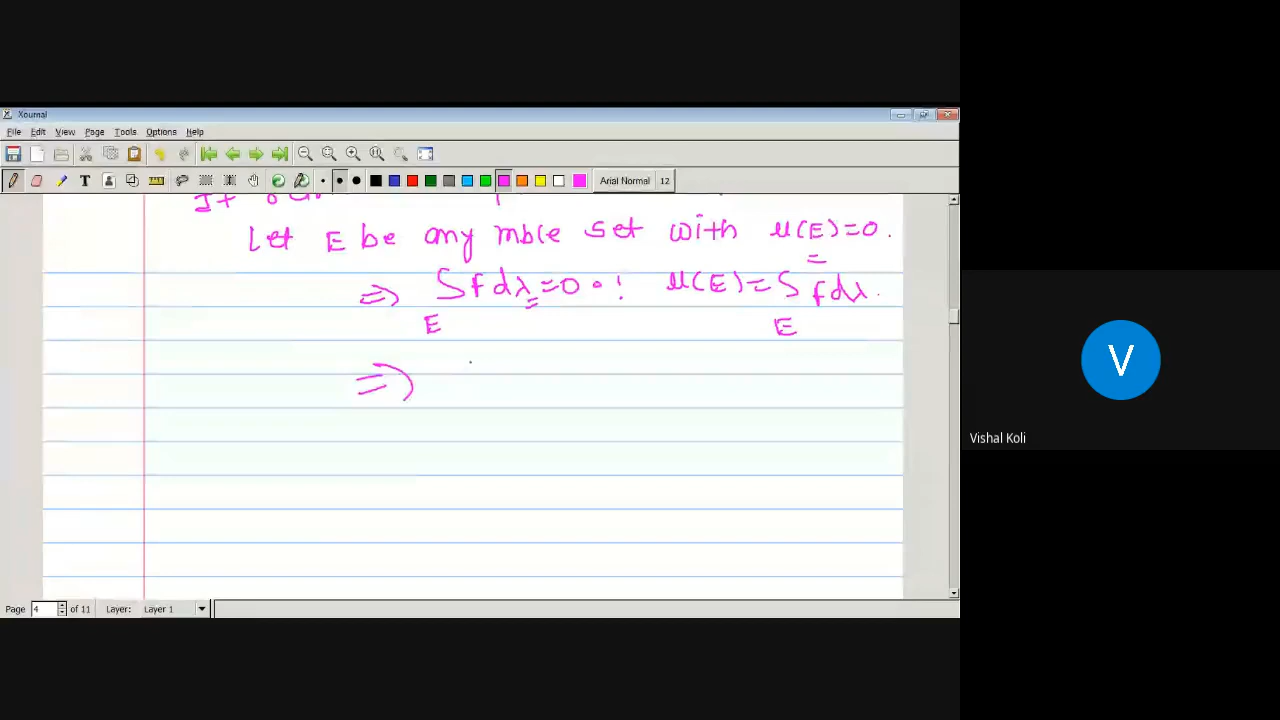 Xournal
File Edit View Page Tools Options Help
T Arial Normal 12
It
Let E be any mble set with μ(E)=0.
⇒ ∫ f dλ = 0 ∵ μ(E) = ∫ f dλ.
E E
⇒
Page 4 of 11 Layer: Layer 1
V
Vishal Koli